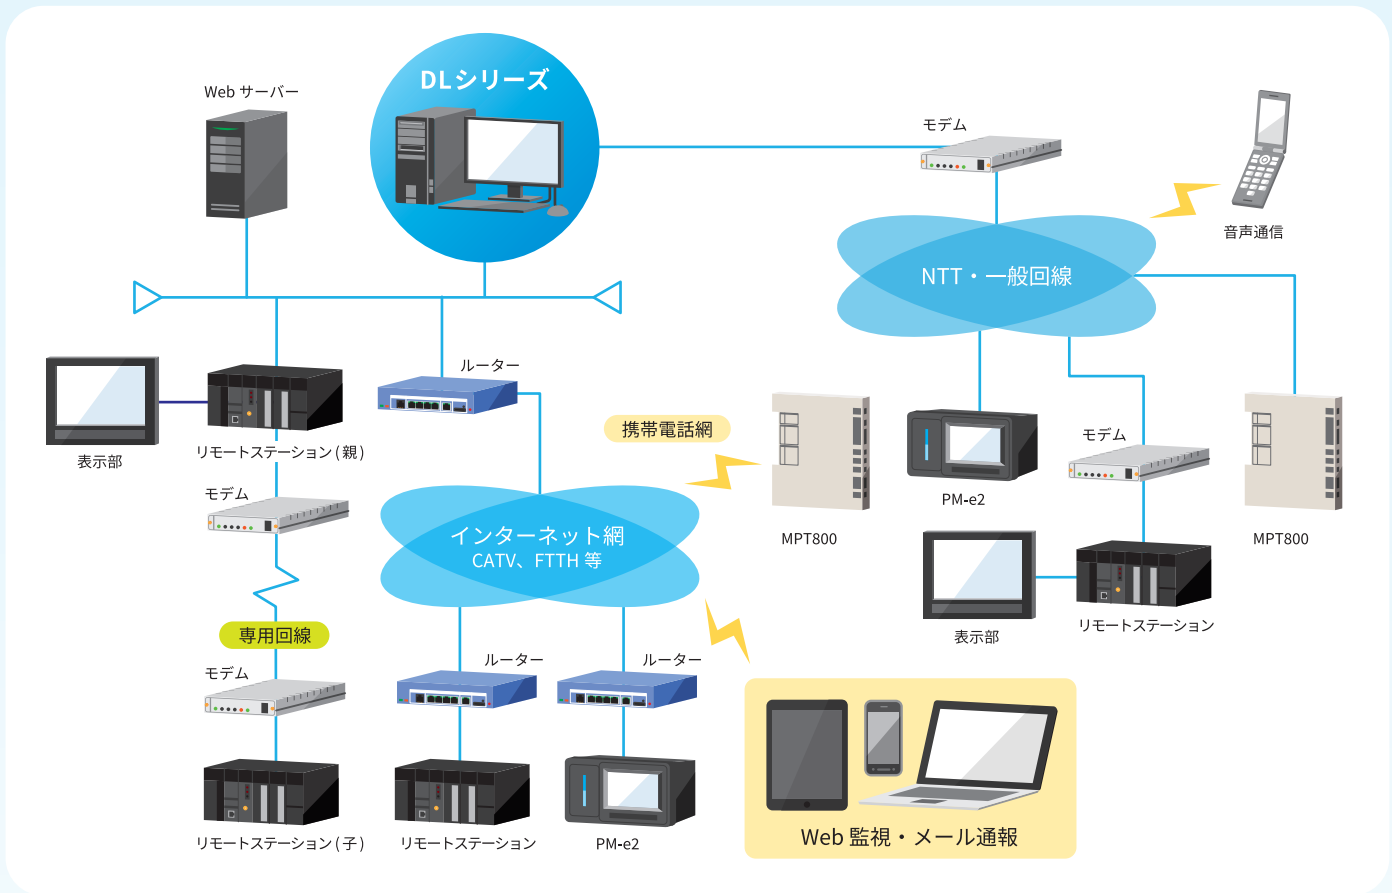 Web サーバー
DLシリーズ
モデム
音声通信
NTT・一般回線
ルーター
表示部
リモートステーション(親)
携帯電話網
モデム
PM-e2
MPT800
MPT800
モデム
インターネット網
CATV、FTTH 等
表示部
リモートステーション
専用回線
モデム
ルーター
ルーター
リモートステーション(子)
リモートステーション
PM-e2
Web 監視・メール通報